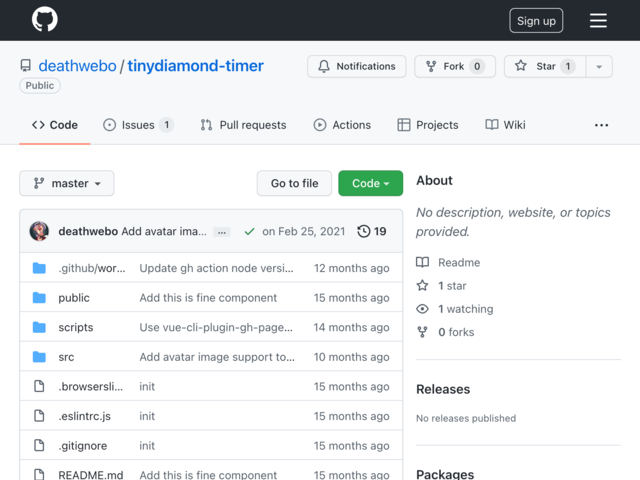 Sign up
deathwebo / tinydiamond-timer
Public
Notifications
Fork 0
Star 1
Code
Issues 1
Pull requests
Actions
Projects
Wiki
master
Go to file
Code
deathwebo Add avatar ima... ... on Feb 25, 2021 19
.github/wor... Update gh action node versi... 12 months ago
public Add this is fine component 15 months ago
scripts Use vue-cli-plugin-gh-page... 14 months ago
src Add avatar image support to... 10 months ago
.browsersli... init 15 months ago
.eslintrc.js init 15 months ago
.gitignore init 15 months ago
README.md Add this is fine component 15 months ago
About
No description, website, or topics
provided.
Readme
1 star
1 watching
0 forks
Releases
No releases published
Packages